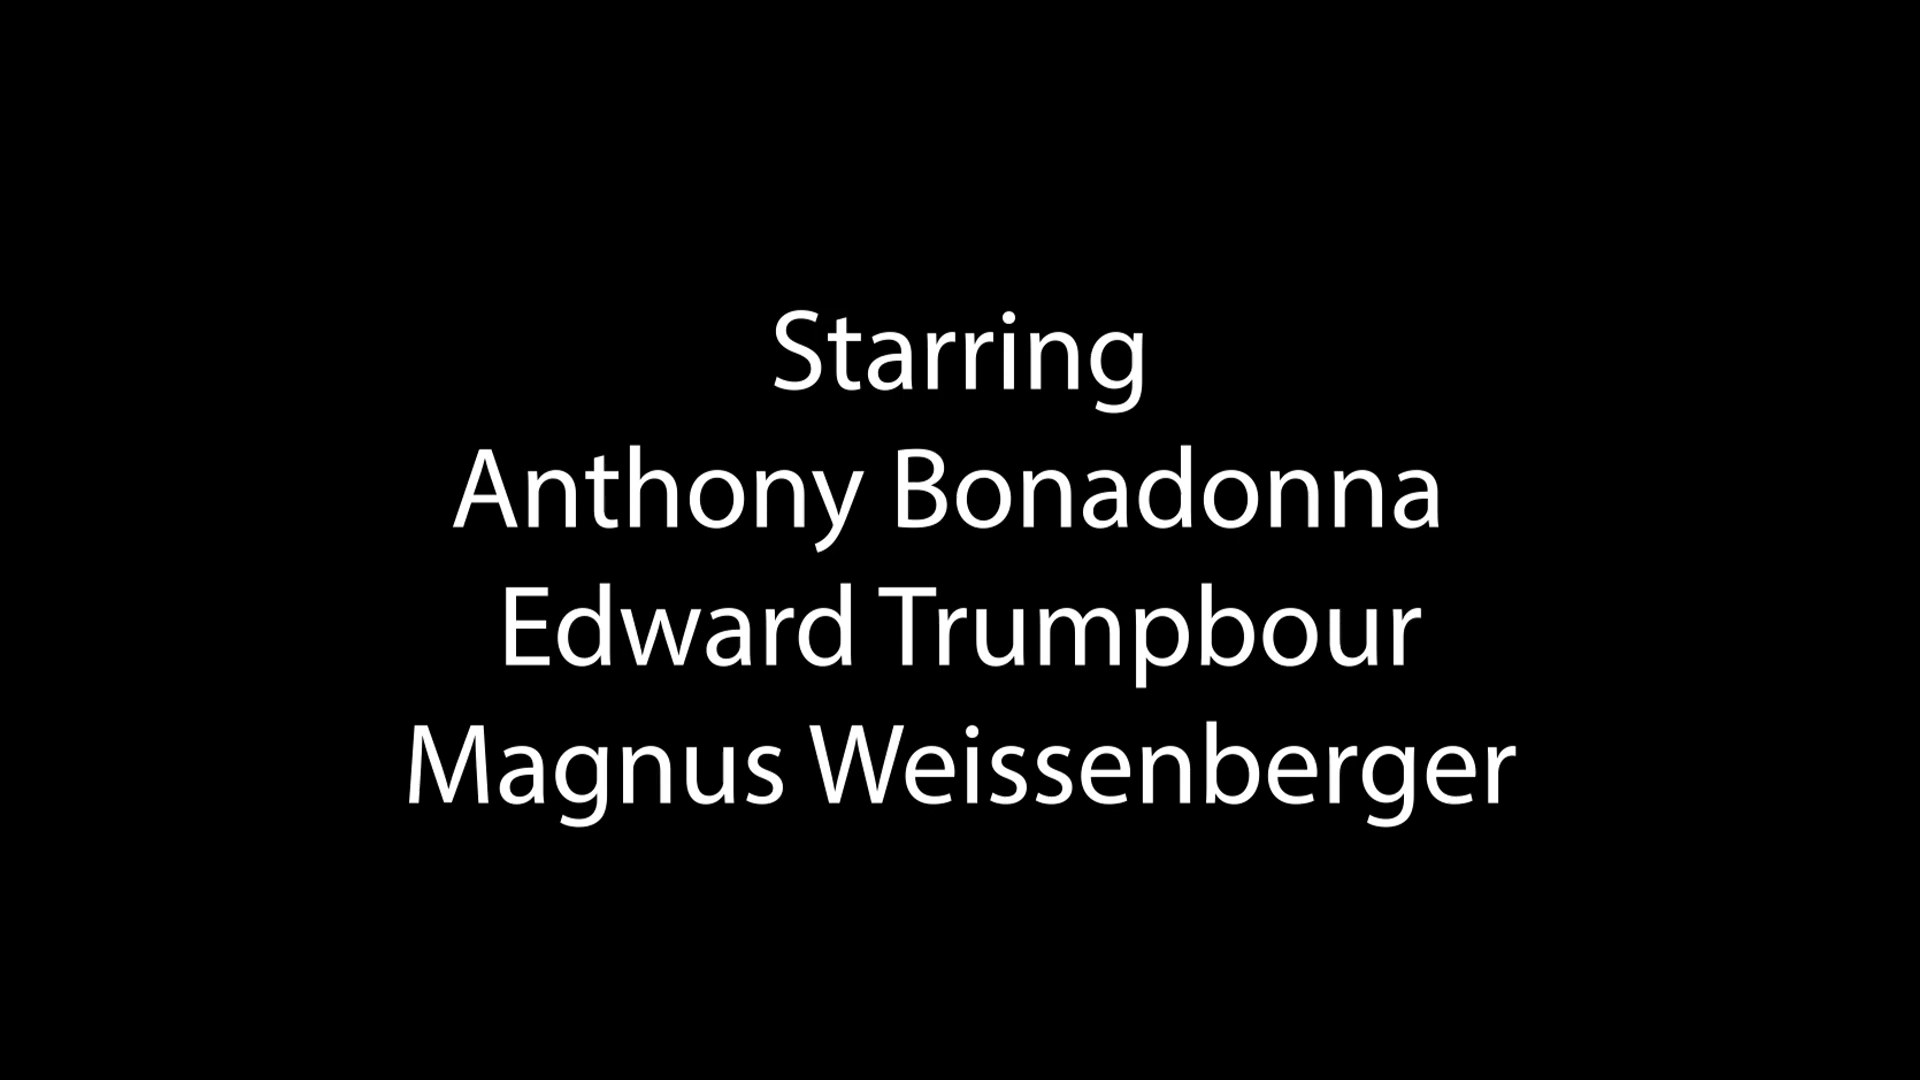 Starring
Anthony Bonadonna
Edward Trumpbour
Magnus Weissenberger